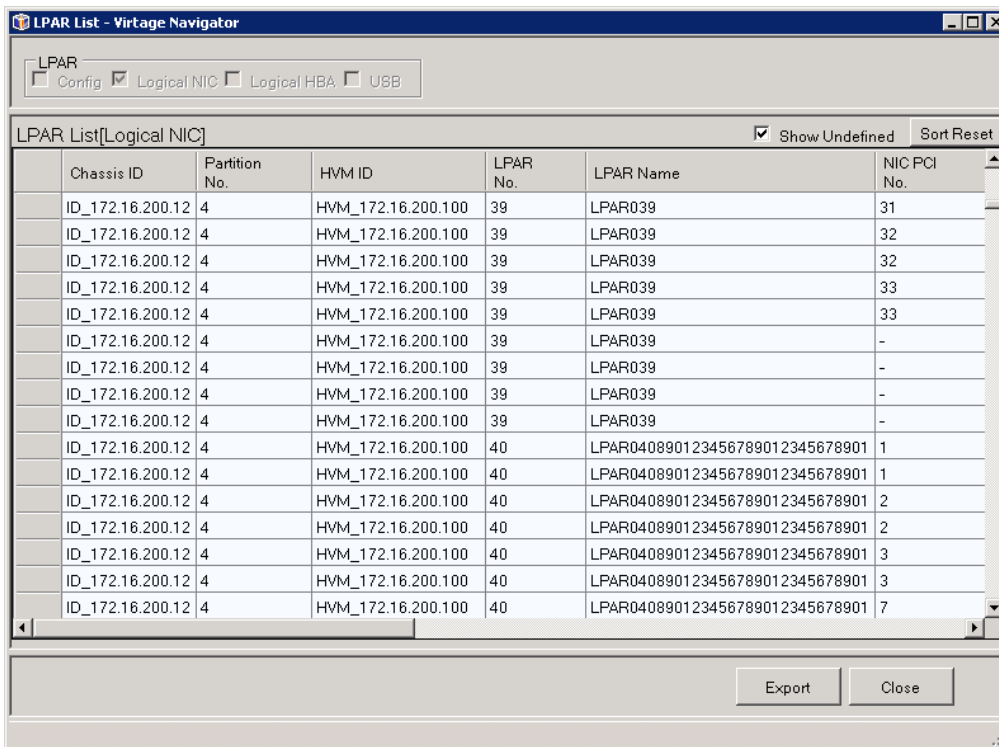 LPAR List - Virtage Navigator
LPAR
Config Logical NIC Logical HBA USB
LPAR List[Logical NIC] Show Undefined Sort Reset
Chassis ID Partition No. HVM ID LPAR No. LPAR Name NIC PCI No.
ID_172.16.200.12 4 HVM_172.16.200.100 39 LPAR039 31
ID_172.16.200.12 4 HVM_172.16.200.100 39 LPAR039 32
ID_172.16.200.12 4 HVM_172.16.200.100 39 LPAR039 32
ID_172.16.200.12 4 HVM_172.16.200.100 39 LPAR039 33
ID_172.16.200.12 4 HVM_172.16.200.100 39 LPAR039 33
ID_172.16.200.12 4 HVM_172.16.200.100 39 LPAR039 -
ID_172.16.200.12 4 HVM_172.16.200.100 39 LPAR039 -
ID_172.16.200.12 4 HVM_172.16.200.100 39 LPAR039 -
ID_172.16.200.12 4 HVM_172.16.200.100 39 LPAR039 -
ID_172.16.200.12 4 HVM_172.16.200.100 40 LPAR040890123456789012345678901 1
ID_172.16.200.12 4 HVM_172.16.200.100 40 LPAR040890123456789012345678901 1
ID_172.16.200.12 4 HVM_172.16.200.100 40 LPAR040890123456789012345678901 2
ID_172.16.200.12 4 HVM_172.16.200.100 40 LPAR040890123456789012345678901 2
ID_172.16.200.12 4 HVM_172.16.200.100 40 LPAR040890123456789012345678901 3
ID_172.16.200.12 4 HVM_172.16.200.100 40 LPAR040890123456789012345678901 3
ID_172.16.200.12 4 HVM_172.16.200.100 40 LPAR040890123456789012345678901 7
Export Close